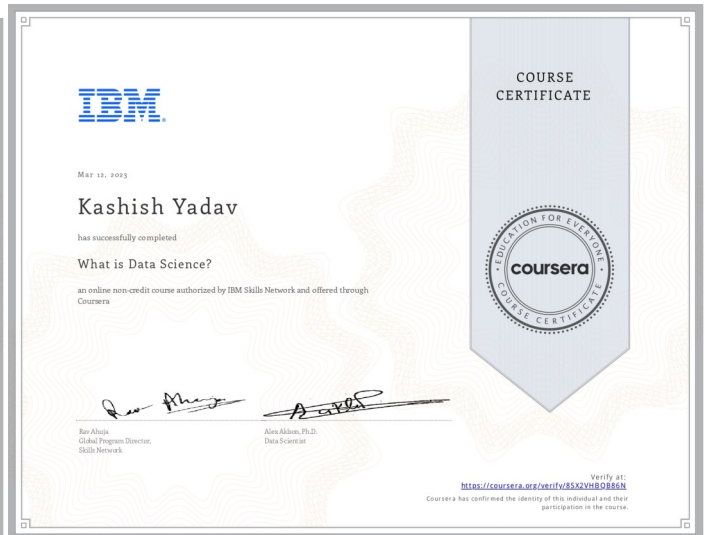 IBM
Mar 12, 2023
Kashish Yadav
has successfully completed
What is Data Science?
an online non-credit course authorized by IBM Skills Network and offered through
Coursera
Rav Ahuja
Global Program Director,
Skills Network
Alex Aklson, Ph.D.
Data Scientist
COURSE
CERTIFICATE
EDUCATION FOR EVERYONE
coursera
COURSE CERTIFICATE
Verify at:
https://coursera.org/verify/8SX2VHBQB86N
Coursera has confirmed the identity of this individual and their
participation in the course.